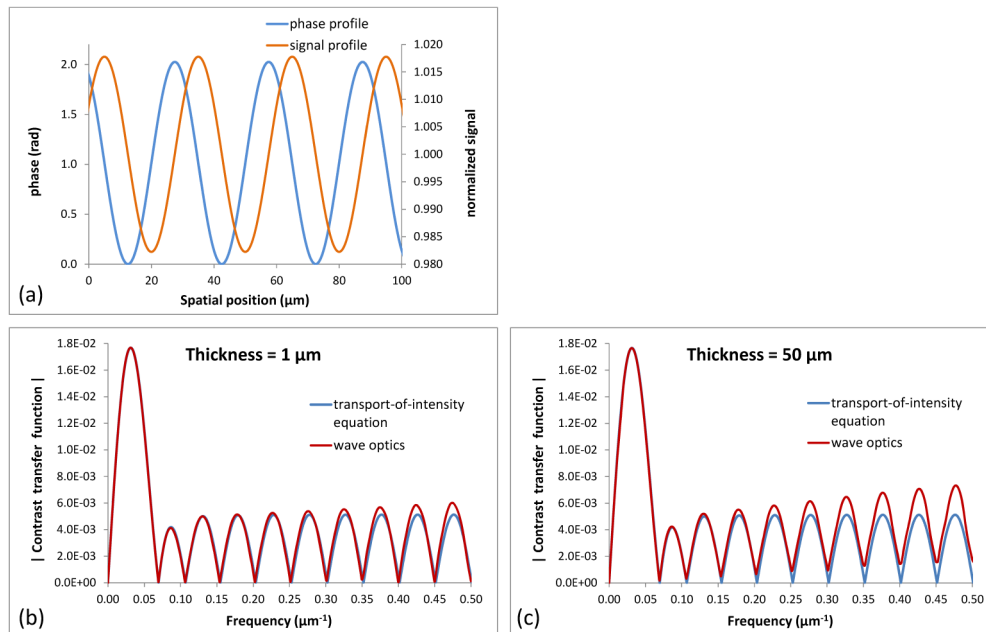 phase profile
signal profile
2.0
1.5
1.0
0.5
0.0
phase (rad)
1.020
1.015
1.010
1.005
1.000
0.995
0.990
0.985
0.980
normalized signal
0 20 40 60 80 100
Spatial position (µm)
(a)
Thickness = 1 µm
transport-of-intensity
equation
wave optics
1.8E-02
1.6E-02
1.4E-02
1.2E-02
1.0E-02
8.0E-03
6.0E-03
4.0E-03
2.0E-03
0.0E+00
| Contrast transfer function |
0.00 0.05 0.10 0.15 0.20 0.25 0.30 0.35 0.40 0.45 0.50
Frequency (µm⁻¹)
(b)
Thickness = 50 µm
transport-of-intensity
equation
wave optics
1.8E-02
1.6E-02
1.4E-02
1.2E-02
1.0E-02
8.0E-03
6.0E-03
4.0E-03
2.0E-03
0.0E+00
| Contrast transfer function |
0.00 0.05 0.10 0.15 0.20 0.25 0.30 0.35 0.40 0.45 0.50
Frequency (µm⁻¹)
(c)